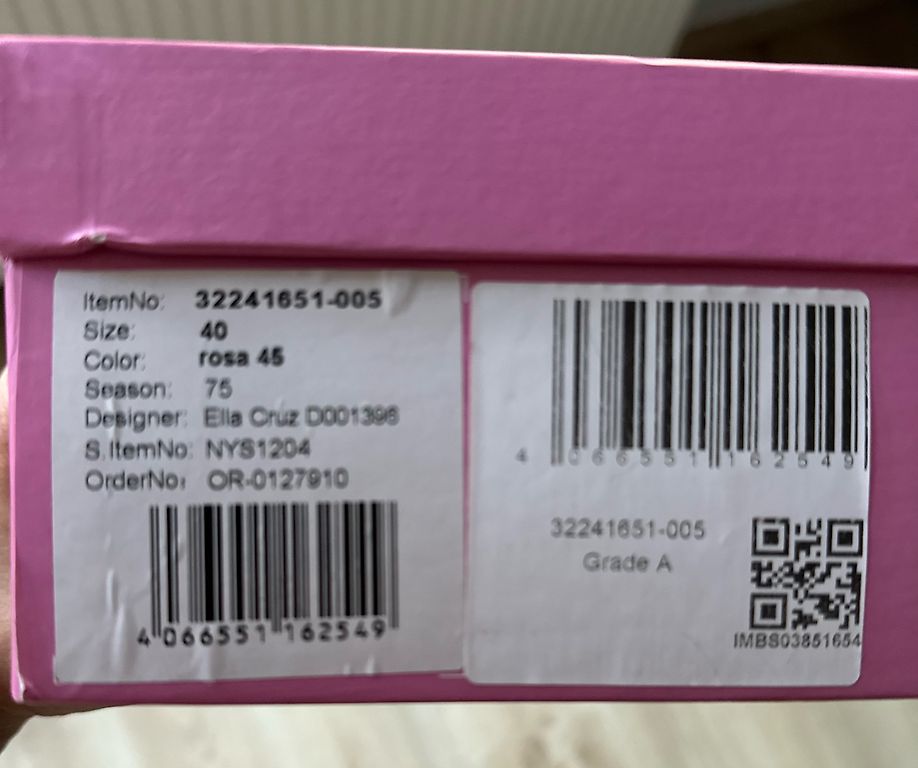 ItemNo: 32241651-005
Size: 40
Color: rosa 45
Season: 75
Designer: Ella Cruz D001396
S.ItemNo: NYS1204
OrderNo: OR-0127910
4 066551 162549
4 066551 162549
32241651-005
Grade A
IMBS03851654